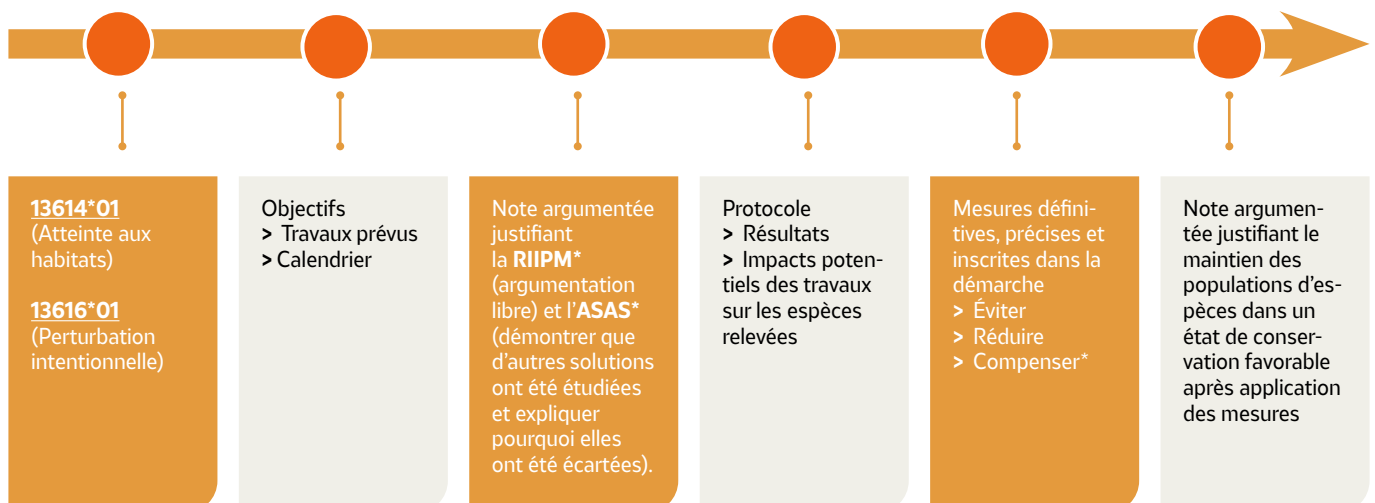 13614*01
(Atteinte aux
habitats)
13616*01
(Perturbation
intentionnelle)
Objectifs
> Travaux prévus
> Calendrier
Note argumentée
justifiant
la RIIPM*
(argumentation
libre) et l'ASAS*
(démontrer que
d'autres solutions
ont été étudiées
et expliquer
pourquoi elles
ont été écartées).
Protocole
> Résultats
> Impacts poten-
tiels des travaux
sur les espèces
relevées
Mesures défini-
tives, précises et
inscrites dans la
démarche
> Éviter
> Réduire
> Compenser*
Note argumen-
tée justifiant le
maintien des
populations d'es-
pèces dans un
état de conser-
vation favorable
après application
des mesures